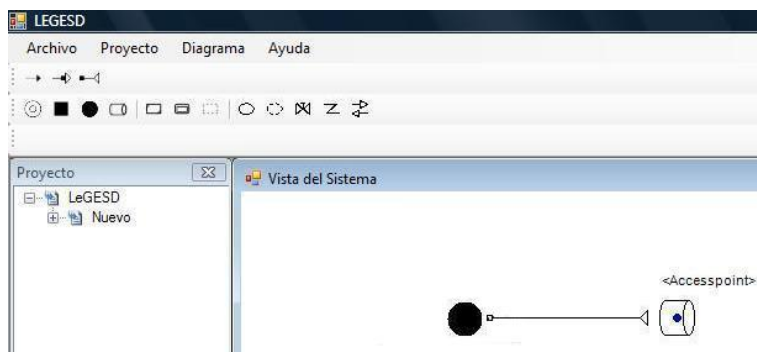 LEGESD
Archivo Proyecto Diagrama Ayuda
Proyecto
LeGESD
Nuevo
Vista del Sistema
<Accesspoint>